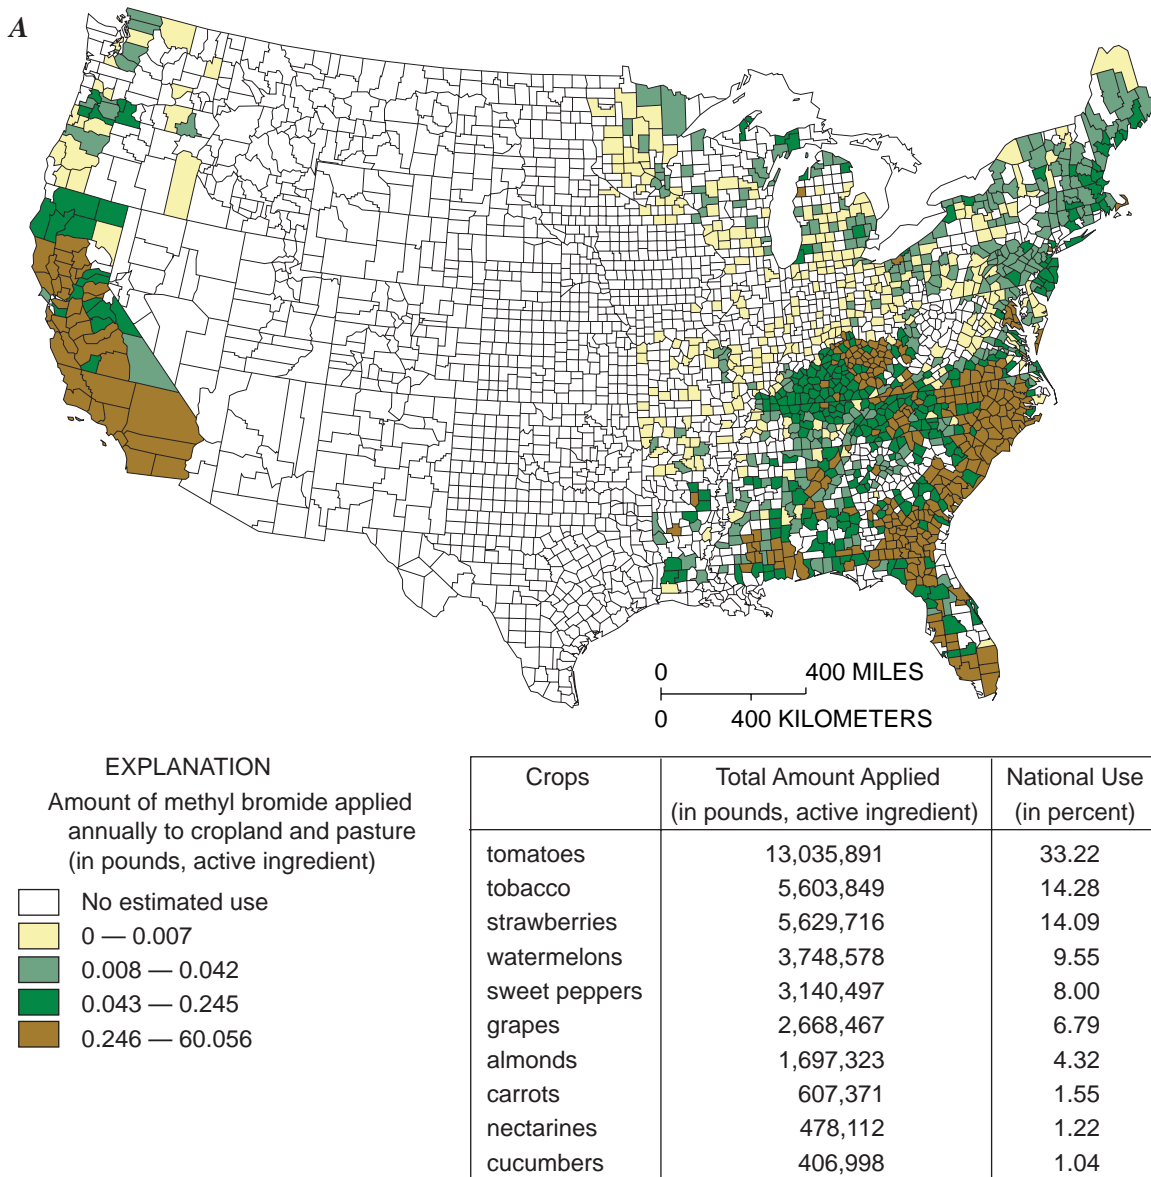 A
0 400 MILES
0 400 KILOMETERS
EXPLANATION
Amount of methyl bromide applied
annually to cropland and pasture
(in pounds, active ingredient)
No estimated use
0 — 0.007
0.008 — 0.042
0.043 — 0.245
0.246 — 60.056
Crops Total Amount Applied National Use
(in pounds, active ingredient) (in percent)
tomatoes 13,035,891 33.22
tobacco 5,603,849 14.28
strawberries 5,629,716 14.09
watermelons 3,748,578 9.55
sweet peppers 3,140,497 8.00
grapes 2,668,467 6.79
almonds 1,697,323 4.32
carrots 607,371 1.55
nectarines 478,112 1.22
cucumbers 406,998 1.04